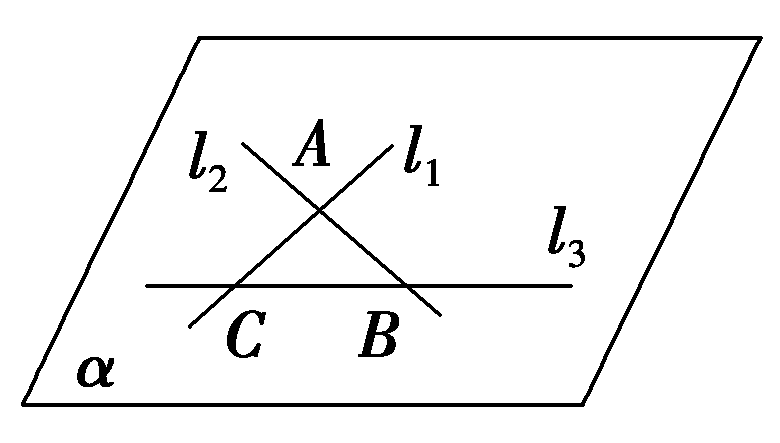 l₂ A l₁
l₃
C B
α